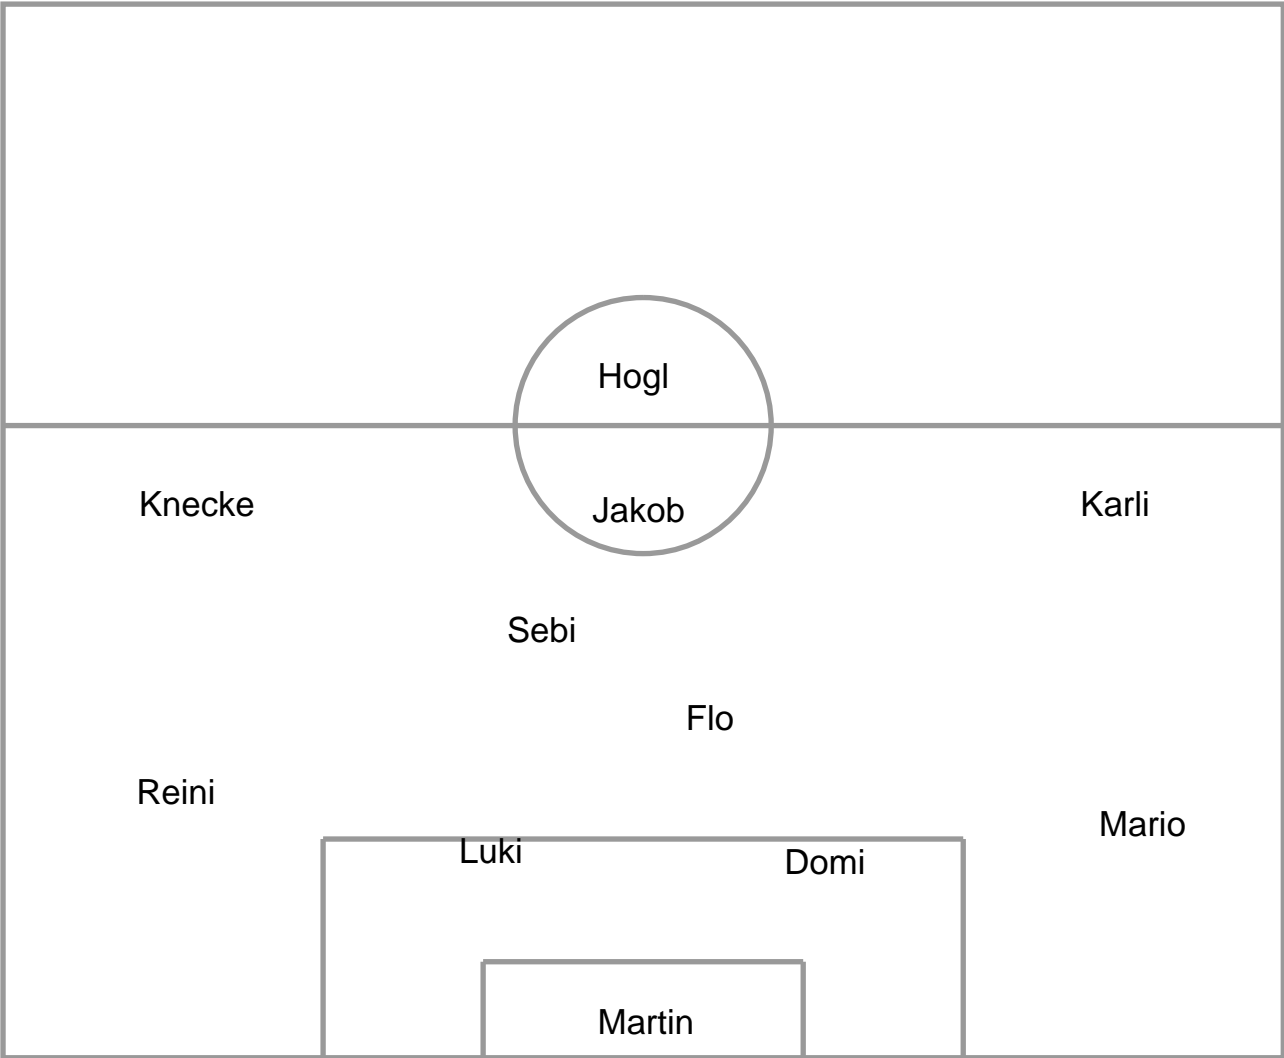 Hogl
Knecke
Jakob
Karli
Sebi
Flo
Reini
Mario
Luki
Domi
Martin